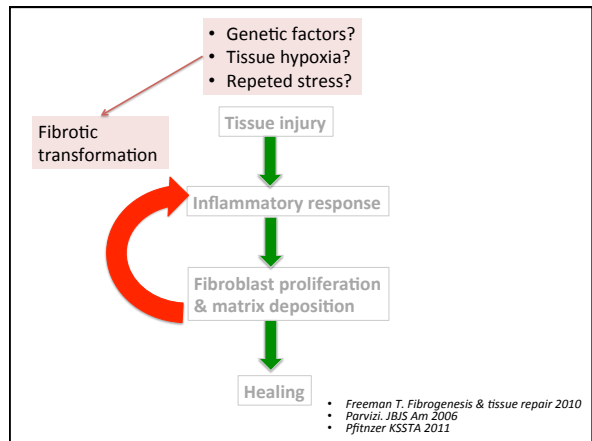 • Genetic factors?
• Tissue hypoxia?
• Repeted stress?
Fibrotic
transformation
Tissue injury
Inflammatory response
Fibroblast proliferation
& matrix deposition
Healing
• Freeman T. Fibrogenesis & tissue repair 2010
• Parvizi. JBJS Am 2006
• Pfitnzer KSSTA 2011